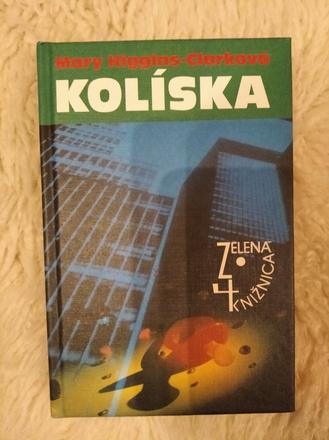 Mary Higgins-Clarková
KOLÍSKA
ZELENÁ
KNIŽNICA